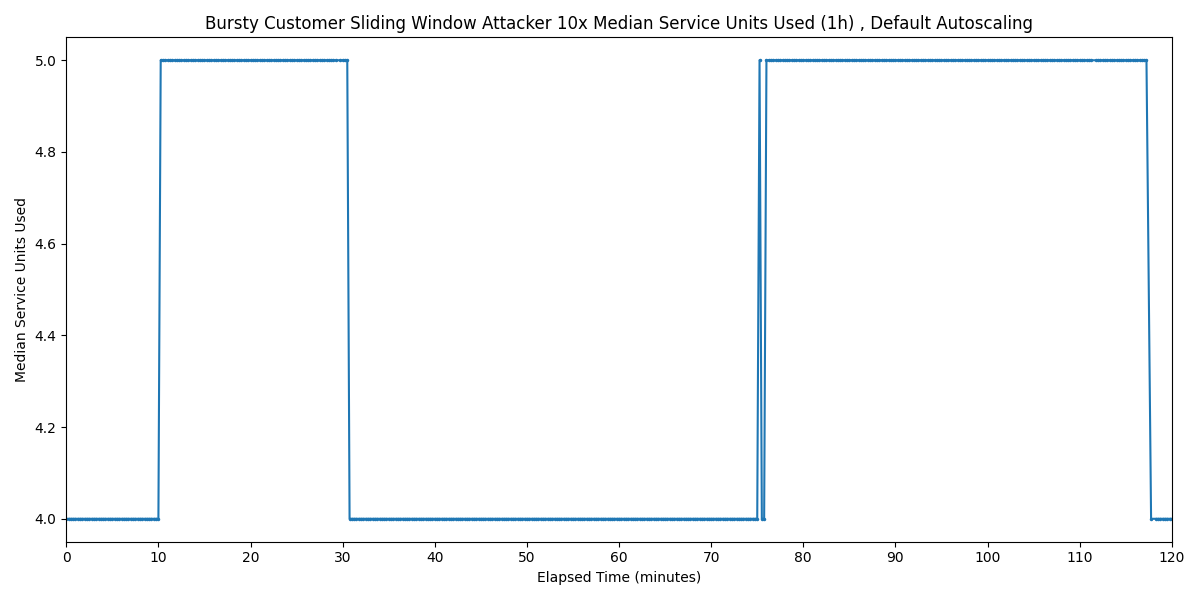 Bursty Customer Sliding Window Attacker 10x Median Service Units Used (1h) , Default Autoscaling
Median Service Units Used
5.0
4.8
4.6
4.4
4.2
4.0
0 10 20 30 40 50 60 70 80 90 100 110 120
Elapsed Time (minutes)